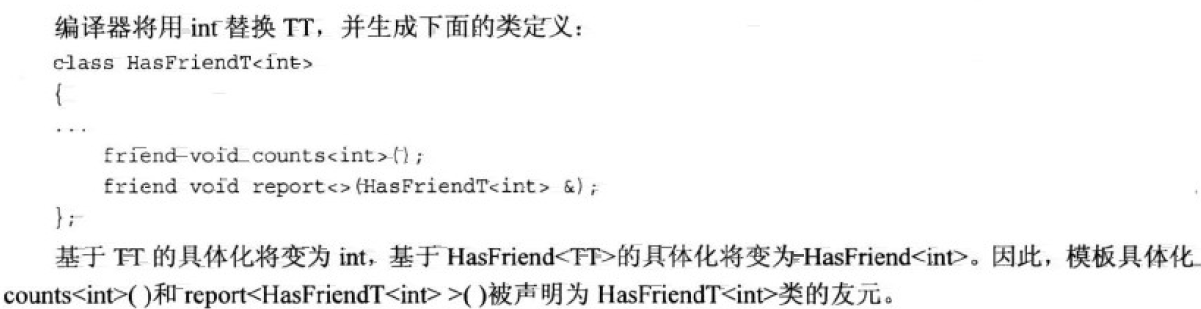 编译器将用 int 替换 TT，并生成下面的类定义：
class HasFriendT<int>
{
...
friend void counts<int>();
friend void report<>(HasFriendT<int> &);
};
基于 TT 的具体化将变为 int，基于 HasFriend<TT>的具体化将变为 HasFriend<int>。因此，模板具体化
counts<int>( )和 report<HasFriendT<int> >( )被声明为 HasFriendT<int>类的友元。